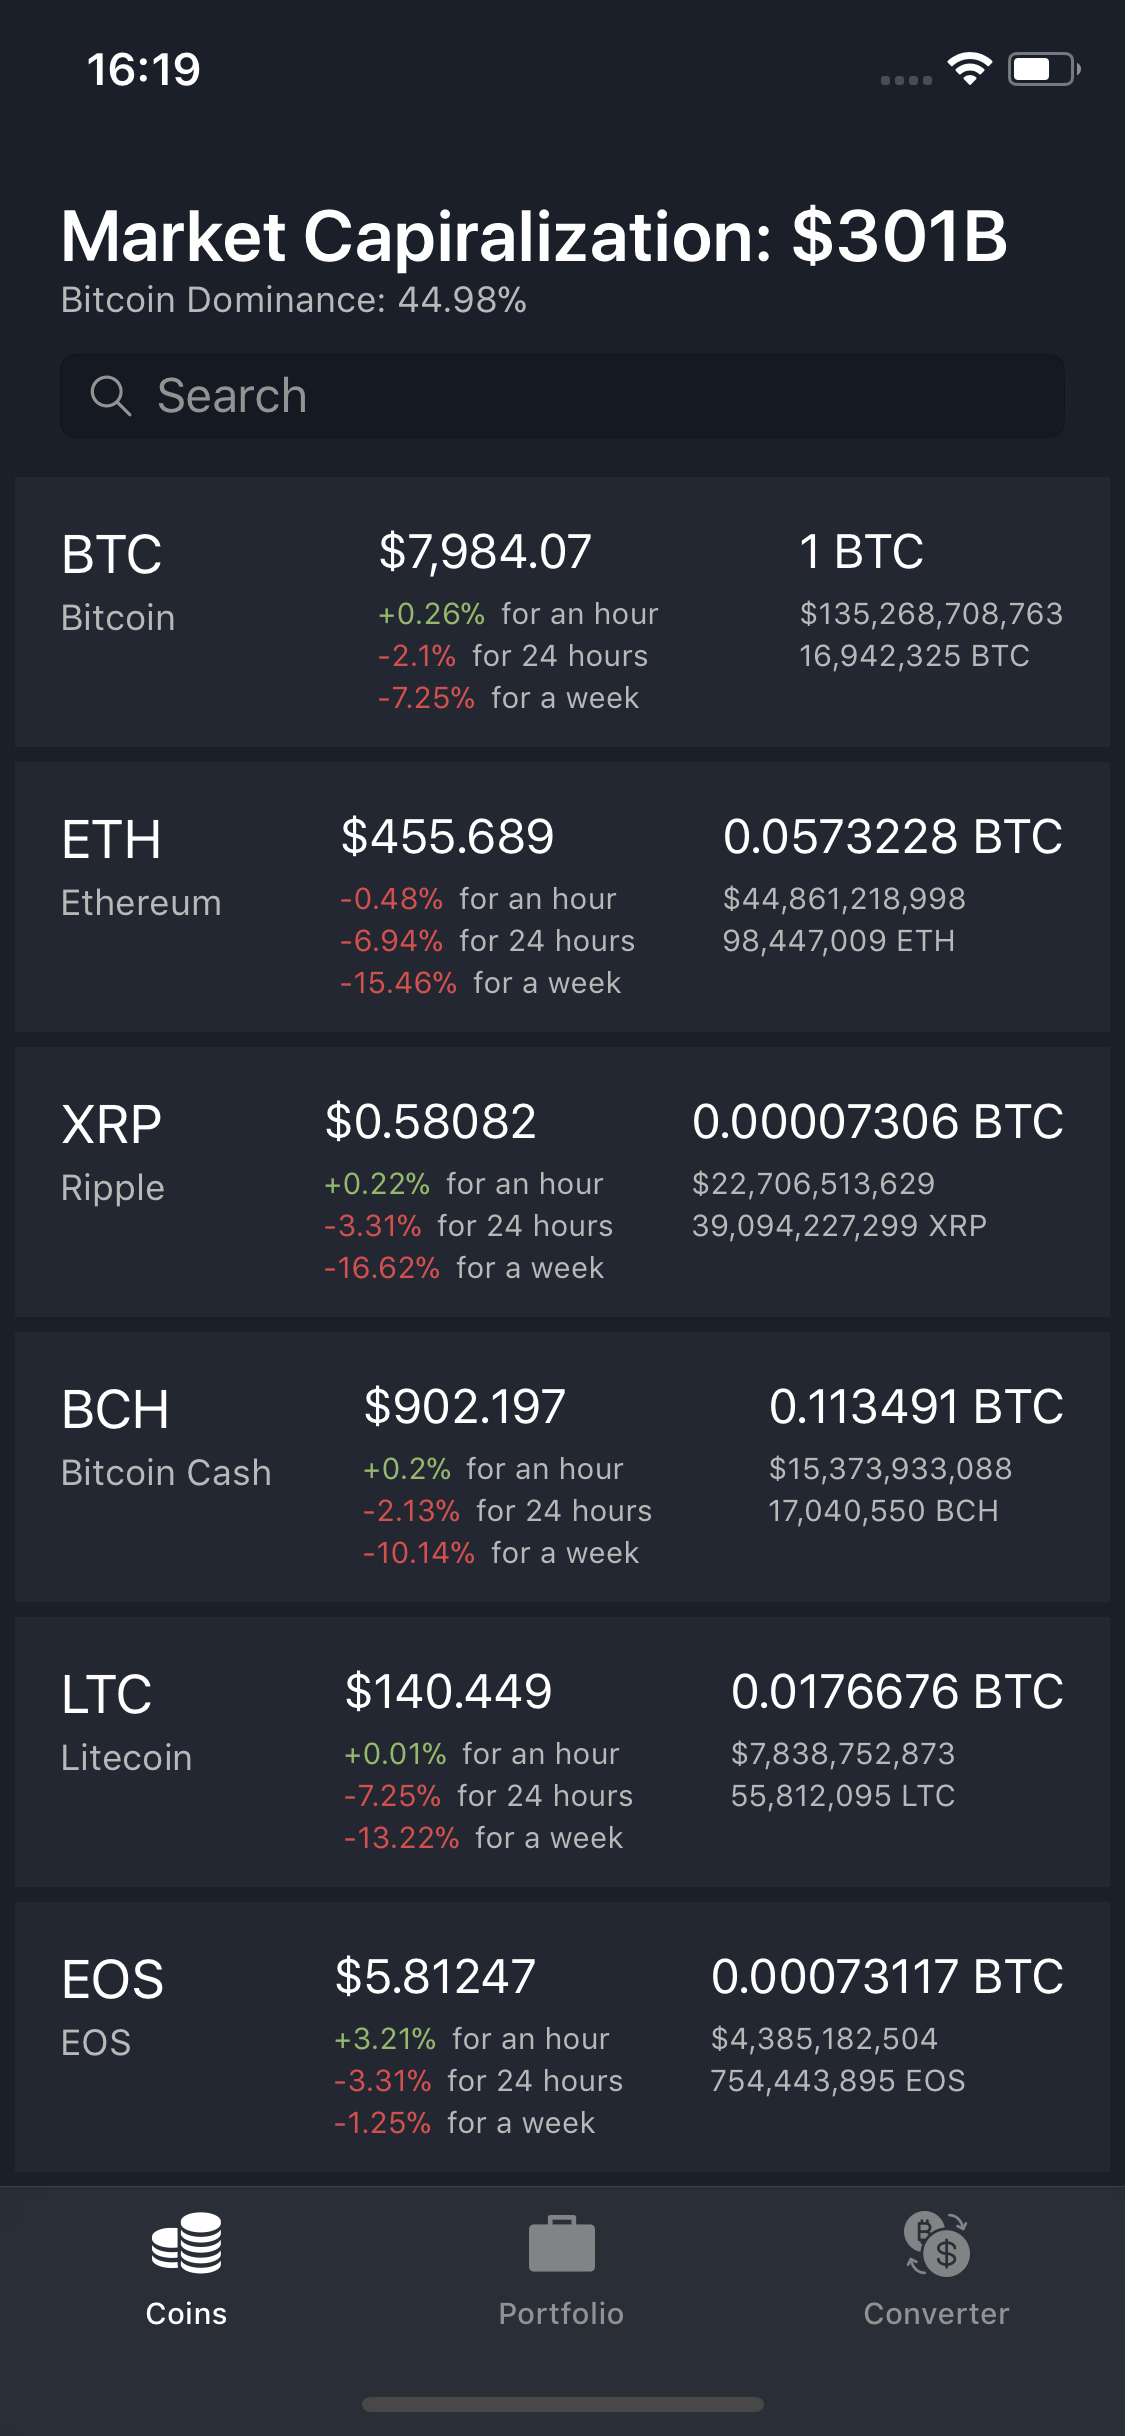 16:19
Market Capiralization: $301B
Bitcoin Dominance: 44.98%
Search
BTC
Bitcoin
$7,984.07
+0.26% for an hour
-2.1% for 24 hours
-7.25% for a week
1 BTC
$135,268,708,763
16,942,325 BTC
ETH
Ethereum
$455.689
-0.48% for an hour
-6.94% for 24 hours
-15.46% for a week
0.0573228 BTC
$44,861,218,998
98,447,009 ETH
XRP
Ripple
$0.58082
+0.22% for an hour
-3.31% for 24 hours
-16.62% for a week
0.00007306 BTC
$22,706,513,629
39,094,227,299 XRP
BCH
Bitcoin Cash
$902.197
+0.2% for an hour
-2.13% for 24 hours
-10.14% for a week
0.113491 BTC
$15,373,933,088
17,040,550 BCH
LTC
Litecoin
$140.449
+0.01% for an hour
-7.25% for 24 hours
-13.22% for a week
0.0176676 BTC
$7,838,752,873
55,812,095 LTC
EOS
EOS
$5.81247
+3.21% for an hour
-3.31% for 24 hours
-1.25% for a week
0.00073117 BTC
$4,385,182,504
754,443,895 EOS
Coins
Portfolio
Converter